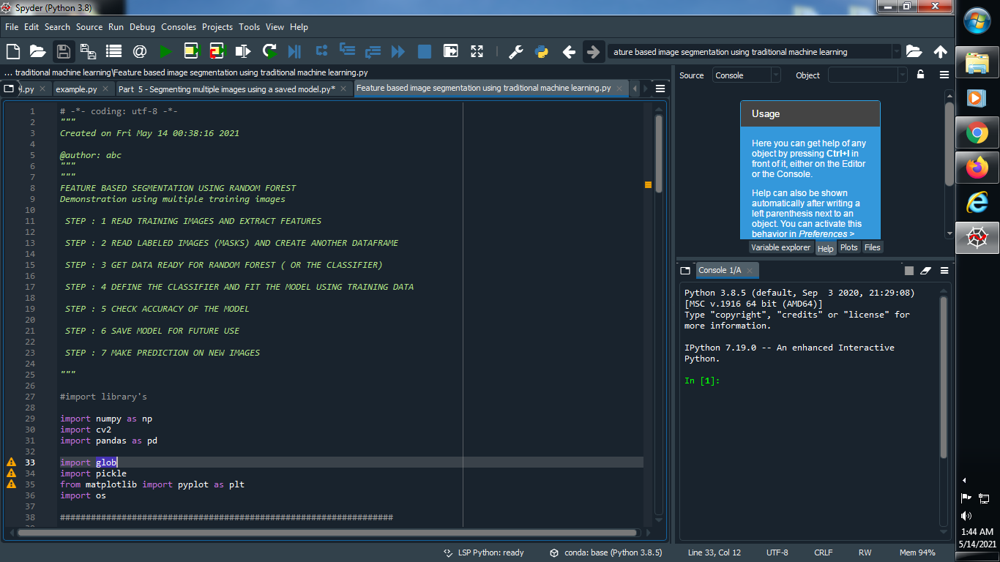 Spyder (Python 3.8)
File Edit Search Source Run Debug Consoles Projects Tools View Help
ature based image segmentation using traditional machine learning
... traditional machine learning\Feature based image segmentation using traditional machine learning.py
el.py example.py Part 5 - Segmenting multiple images using a saved model.py* Feature based image segmentation using traditional machine learning.py
1 # -*- coding: utf-8 -*-
2 """
3 Created on Fri May 14 00:38:16 2021
4
5 @author: abc
6 """
7 """
8 FEATURE BASED SEGMENTATION USING RANDOM FOREST
9 Demonstration using multiple training images
10
11 STEP : 1 READ TRAINING IMAGES AND EXTRACT FEATURES
12
13 STEP : 2 READ LABELED IMAGES (MASKS) AND CREATE ANOTHER DATAFRAME
14
15 STEP : 3 GET DATA READY FOR RANDOM FOREST ( OR THE CLASSIFIER)
16
17 STEP : 4 DEFINE THE CLASSIFIER AND FIT THE MODEL USING TRAINING DATA
18
19 STEP : 5 CHECK ACCURACY OF THE MODEL
20
21 STEP : 6 SAVE MODEL FOR FUTURE USE
22
23 STEP : 7 MAKE PREDICTION ON NEW IMAGES
24
25 """
26
27 #import library's
28
29 import numpy as np
30 import cv2
31 import pandas as pd
32
33 import glob
34 import pickle
35 from matplotlib import pyplot as plt
36 import os
37
38 #################################################################
Source Console Object
Usage
Here you can get help of any
object by pressing Ctrl+I in
front of it, either on the Editor
or the Console.
Help can also be shown
automatically after writing a
left parenthesis next to an
object. You can activate this
behavior in Preferences >
Variable explorer Help Plots Files
Console 1/A
Python 3.8.5 (default, Sep 3 2020, 21:29:08)
[MSC v.1916 64 bit (AMD64)]
Type "copyright", "credits" or "license" for
more information.
IPython 7.19.0 -- An enhanced Interactive
Python.
In [1]:
LSP Python: ready conda: base (Python 3.8.5) Line 33, Col 12 UTF-8 CRLF RW Mem 94%
1:44 AM
5/14/2021